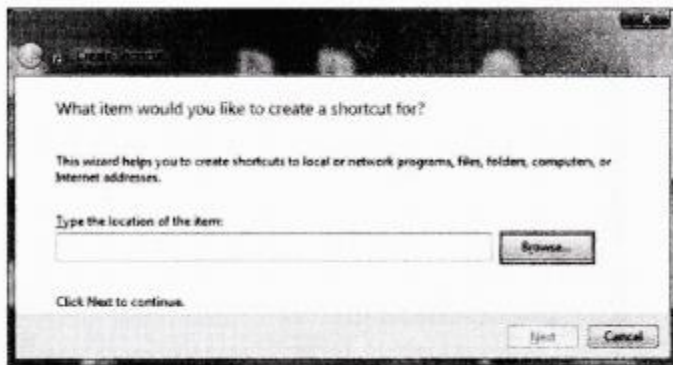 Create Shortcut
What item would you like to create a shortcut for?
This wizard helps you to create shortcuts to local or network programs, files, folders, computers, or
Internet addresses.
Type the location of the item:
Browse...
Click Next to continue.
Next
Cancel